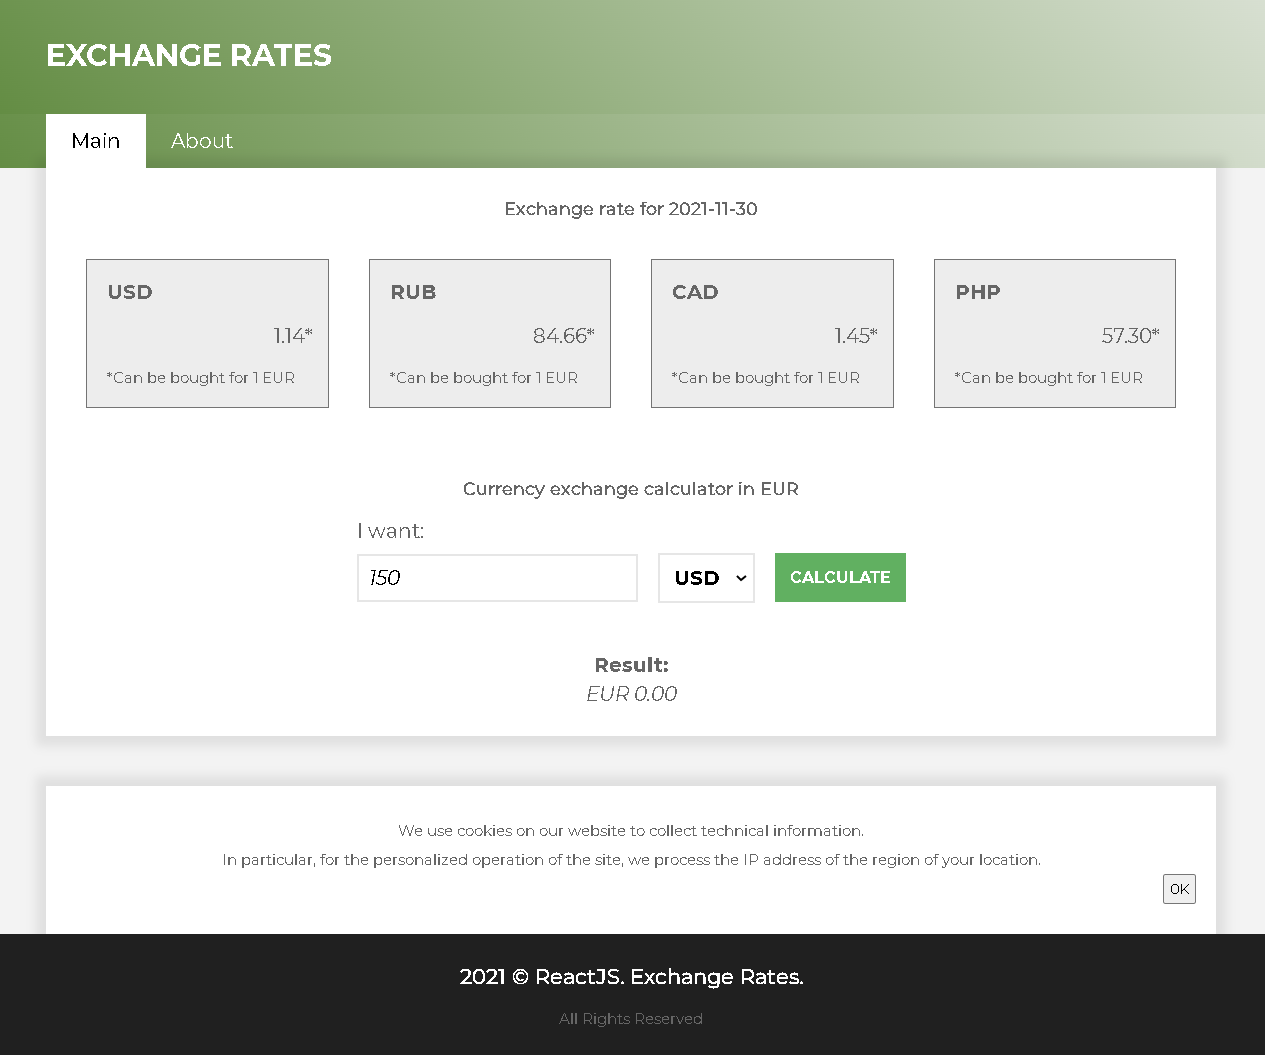 EXCHANGE RATES
Main
About
Exchange rate for 2021-11-30
USD
1.14*
*Can be bought for 1 EUR
RUB
84.66*
*Can be bought for 1 EUR
CAD
1.45*
*Can be bought for 1 EUR
PHP
57.30*
*Can be bought for 1 EUR
Currency exchange calculator in EUR
I want:
150
USD
CALCULATE
Result:
EUR 0.00
We use cookies on our website to collect technical information.
In particular, for the personalized operation of the site, we process the IP address of the region of your location.
OK
2021 © ReactJS. Exchange Rates.
All Rights Reserved